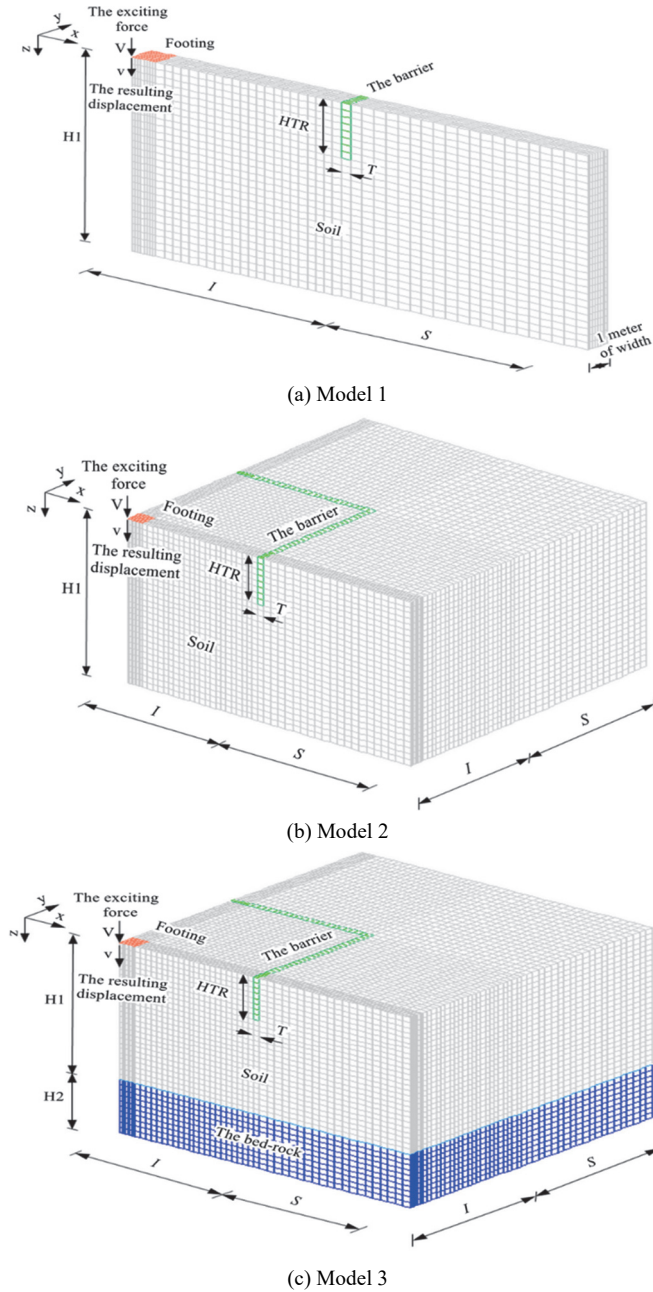 y
x
z
The exciting
force
V
Footing
v
The resulting
displacement
The barrier
HTR
T
H1
Soil
I
S
1 meter
of width
(a) Model 1
y
x
z
The exciting
force
V
Footing
v
The resulting
displacement
The barrier
HTR
T
H1
Soil
I
S
I
S
(b) Model 2
y
x
z
The exciting
force
V
Footing
v
The resulting
displacement
The barrier
HTR
T
H1
Soil
H2
The bed-rock
I
S
I
S
(c) Model 3